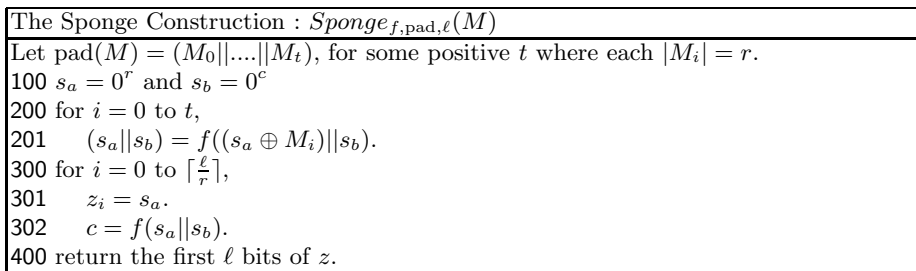 The Sponge Construction : Sponge_{f,pad,ℓ}(M)
Let pad(M) = (M_0||....||M_t), for some positive t where each |M_i| = r.
100 s_a = 0^r and s_b = 0^c
200 for i = 0 to t,
201 (s_a||s_b) = f((s_a ⊕ M_i)||s_b).
300 for i = 0 to ⌈ℓ/r⌉,
301 z_i = s_a.
302 c = f(s_a||s_b).
400 return the first ℓ bits of z.